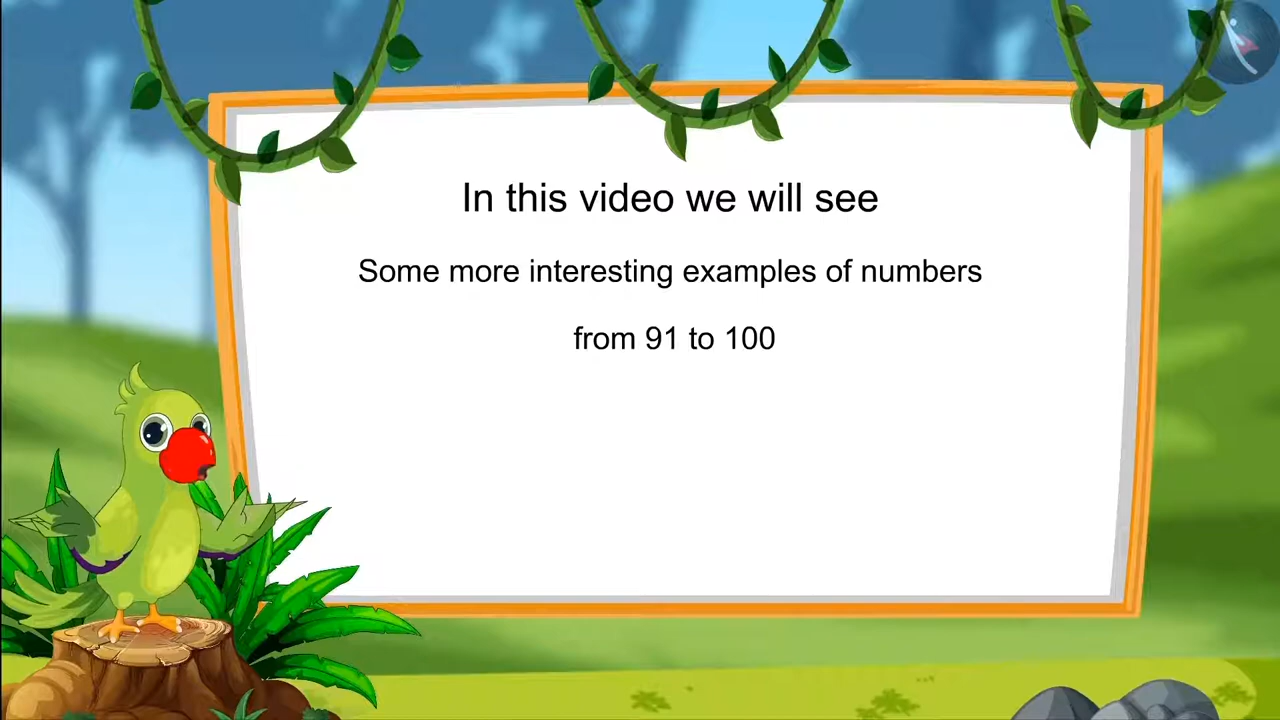 In this video we will see
Some more interesting examples of numbers
from 91 to 100